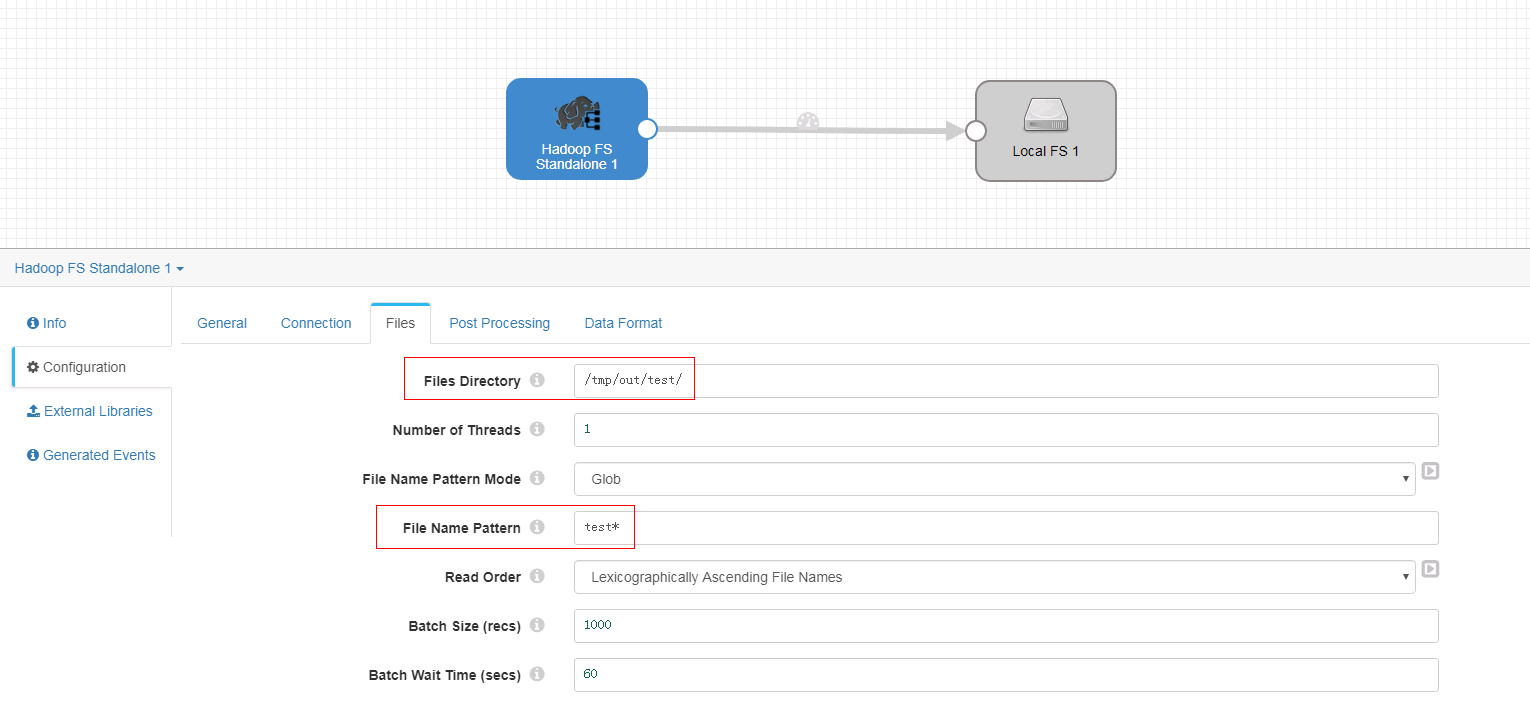 Hadoop FS
Standalone 1
Local FS 1
Hadoop FS Standalone 1
Info
Configuration
External Libraries
Generated Events
General Connection Files Post Processing Data Format
Files Directory /tmp/out/test/
Number of Threads 1
File Name Pattern Mode Glob
File Name Pattern test*
Read Order Lexicographically Ascending File Names
Batch Size (recs) 1000
Batch Wait Time (secs) 60